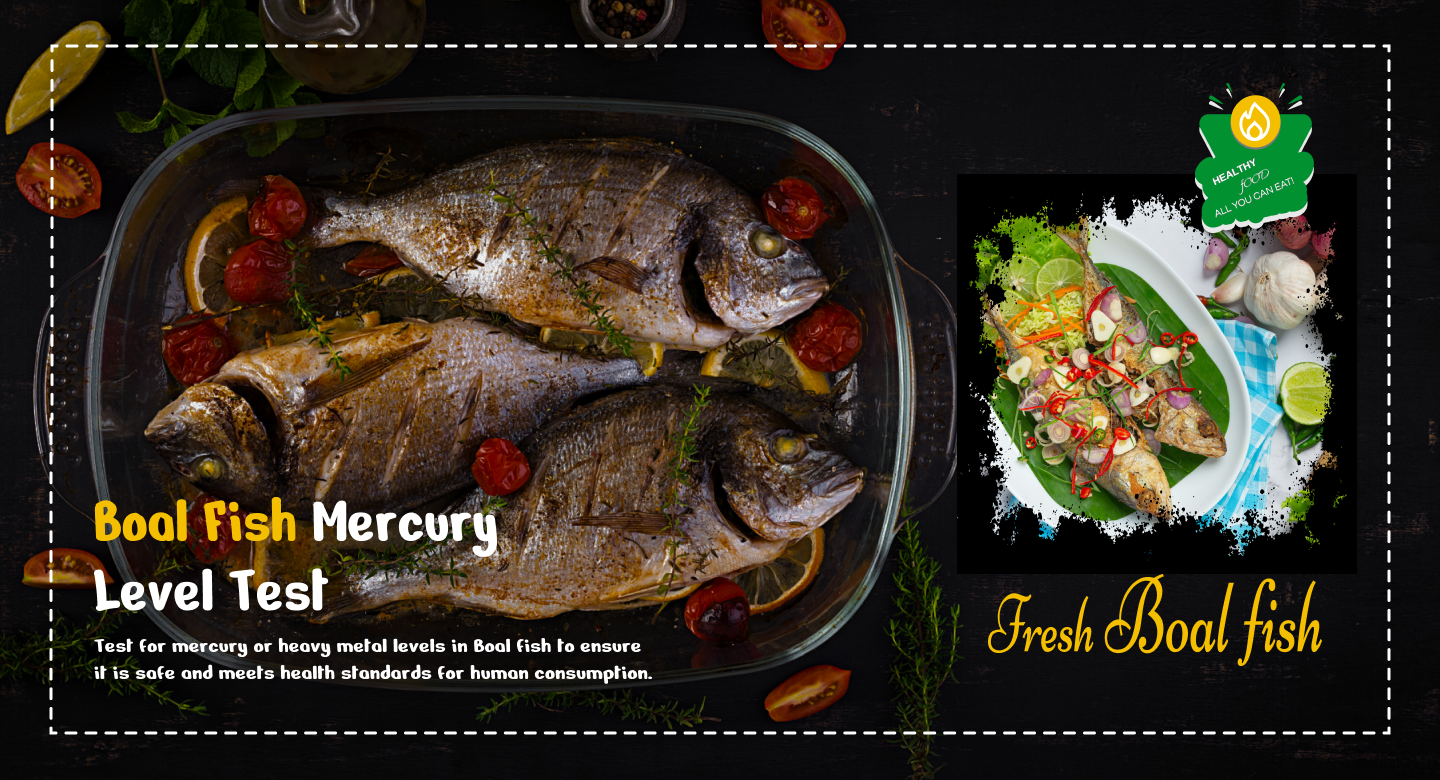 HEALTHY
fOOD
ALL YOU CAN EAT!
Boal Fish Mercury
Level Test
Test for mercury or heavy metal levels in Boal fish to ensure
it is safe and meets health standards for human consumption.
Fresh Boal fish